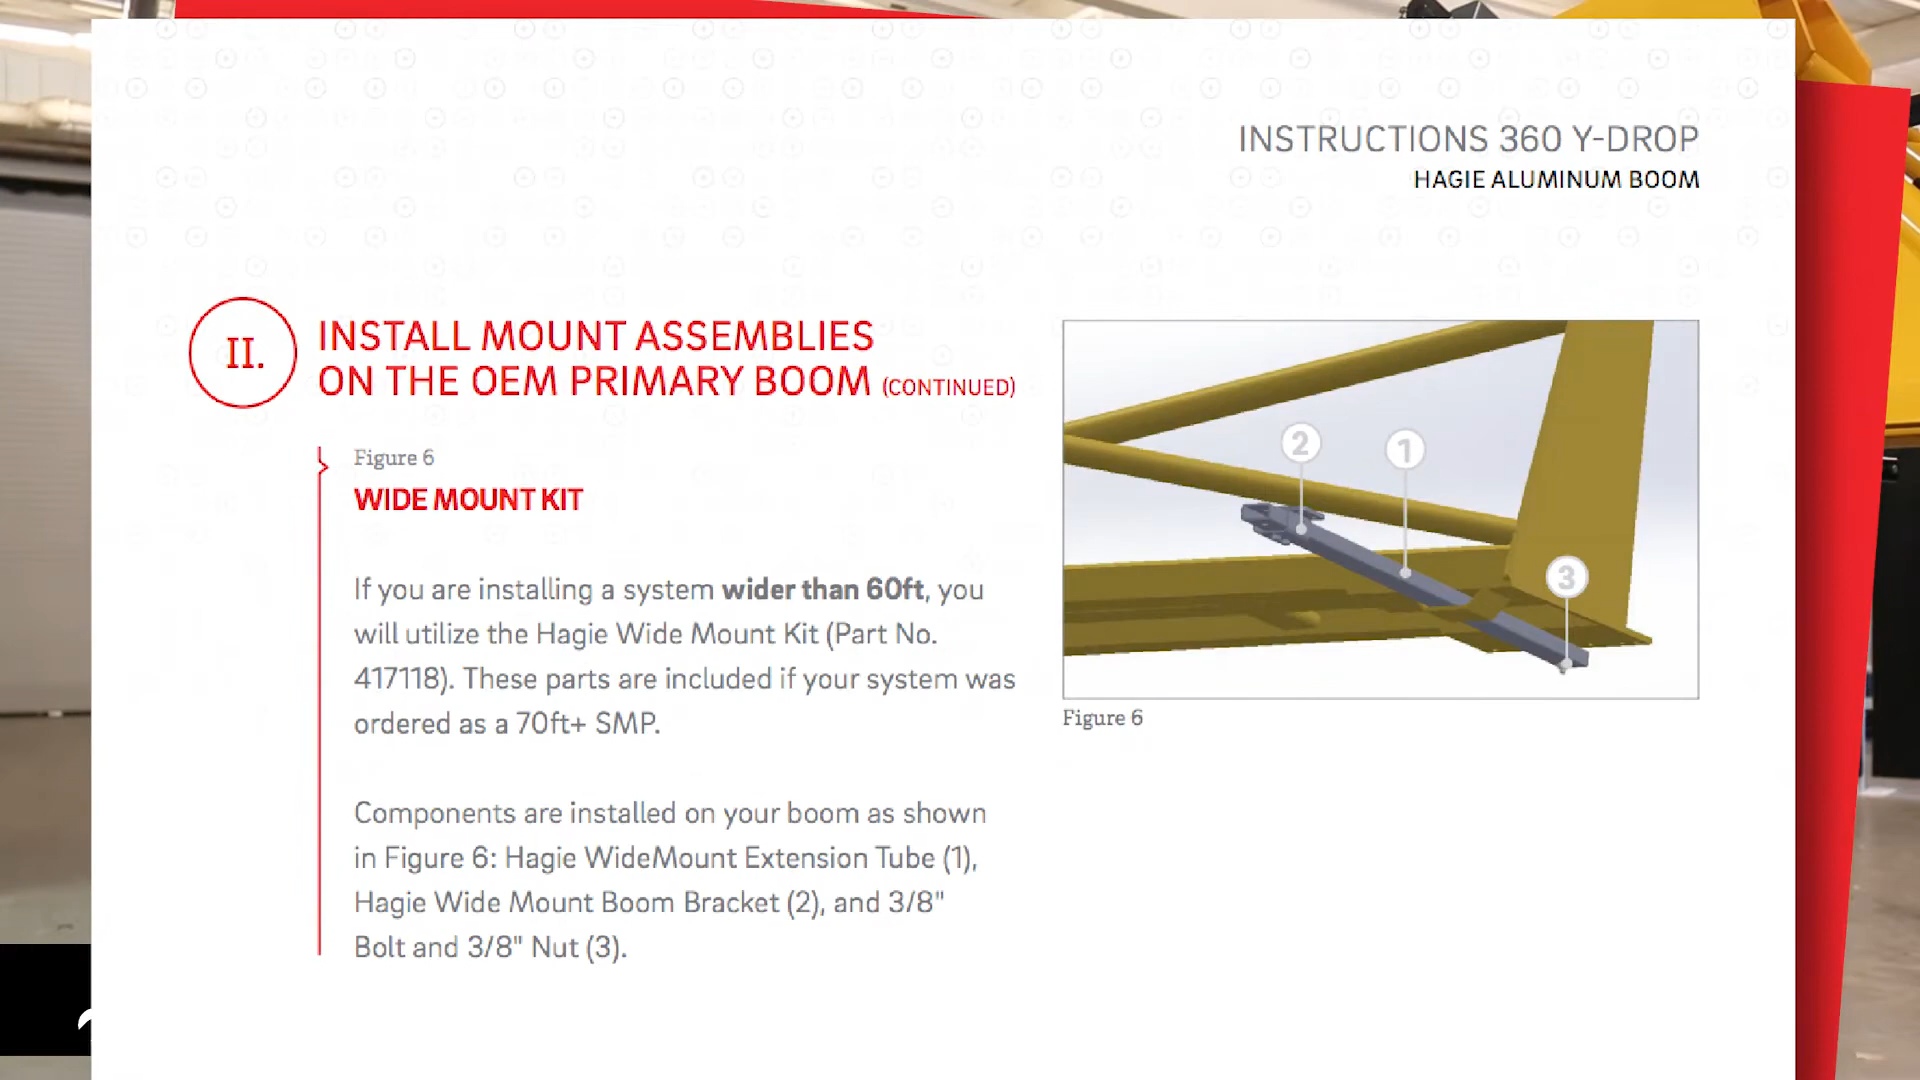 INSTRUCTIONS 360 Y-DROP
HAGIE ALUMINUM BOOM
II.
INSTALL MOUNT ASSEMBLIES
ON THE OEM PRIMARY BOOM (CONTINUED)
Figure 6
WIDE MOUNT KIT
If you are installing a system wider than 60ft, you
will utilize the Hagie Wide Mount Kit (Part No.
417118). These parts are included if your system was
ordered as a 70ft+ SMP.
Components are installed on your boom as shown
in Figure 6: Hagie WideMount Extension Tube (1),
Hagie Wide Mount Boom Bracket (2), and 3/8"
Bolt and 3/8" Nut (3).
2
1
3
Figure 6